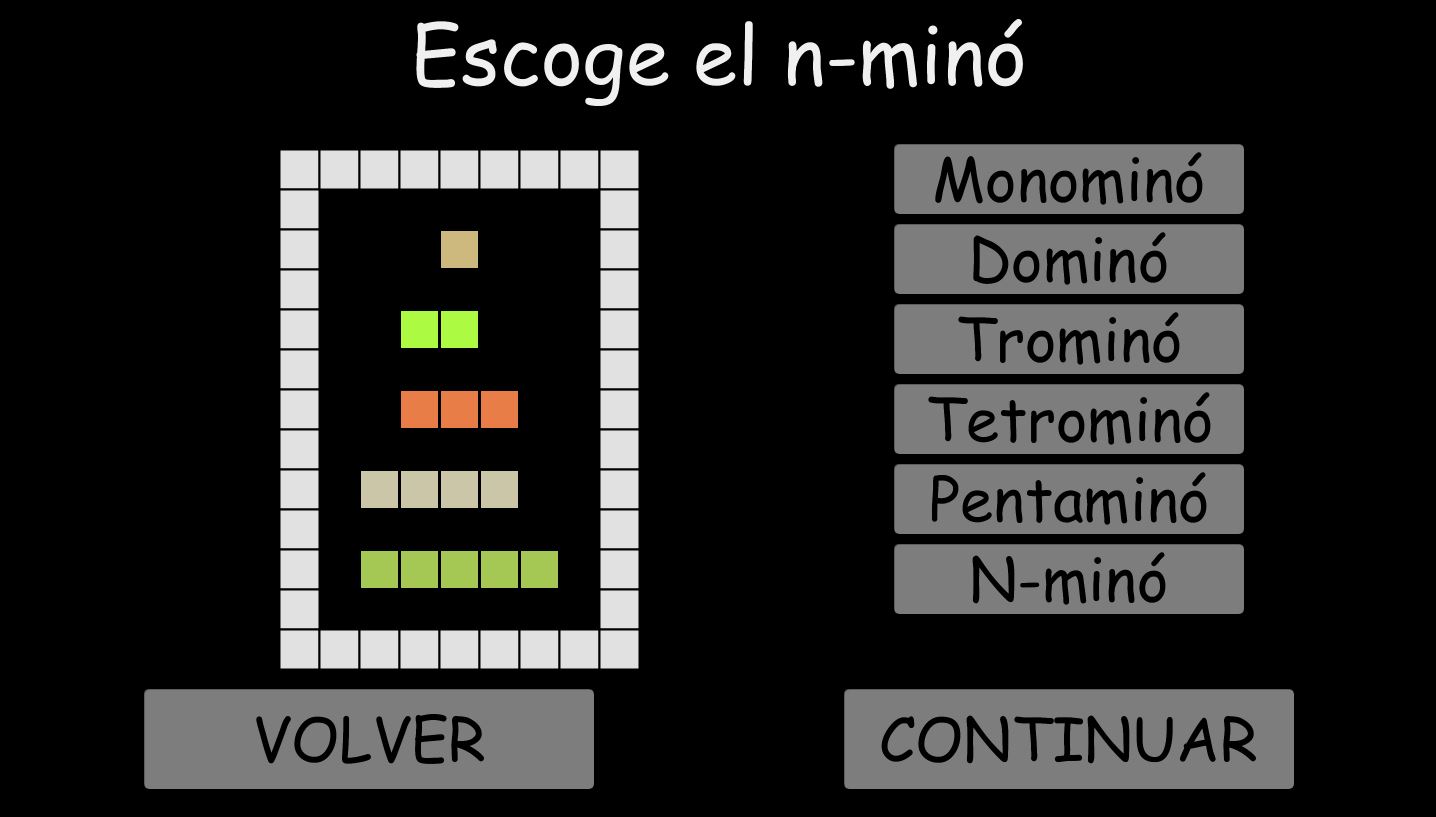 Escoge el n-minó
Monominó
Dominó
Trominó
Tetrominó
Pentaminó
N-minó
VOLVER
CONTINUAR